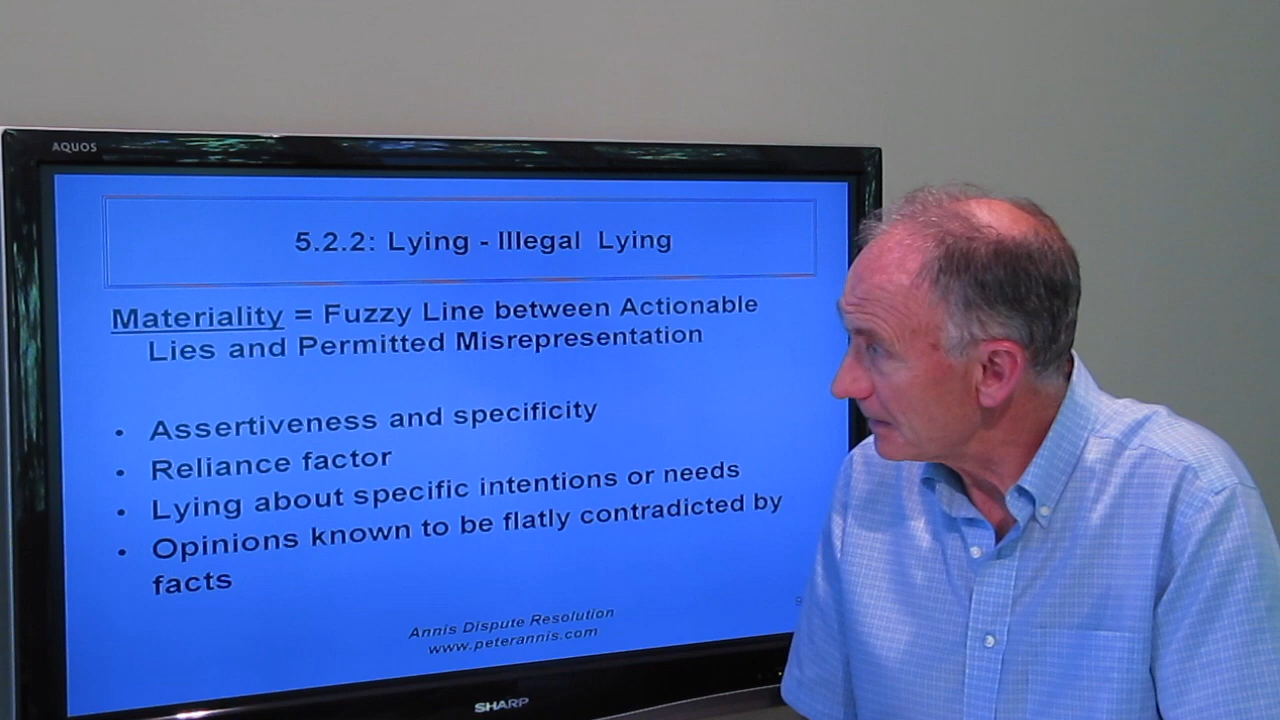 AQUOS
5.2.2: Lying - Illegal Lying
Materiality = Fuzzy Line between Actionable
Lies and Permitted Misrepresentation
• Assertiveness and specificity
• Reliance factor
• Lying about specific intentions or needs
• Opinions known to be flatly contradicted by
facts
Annis Dispute Resolution
www.peterannis.com
SHARP